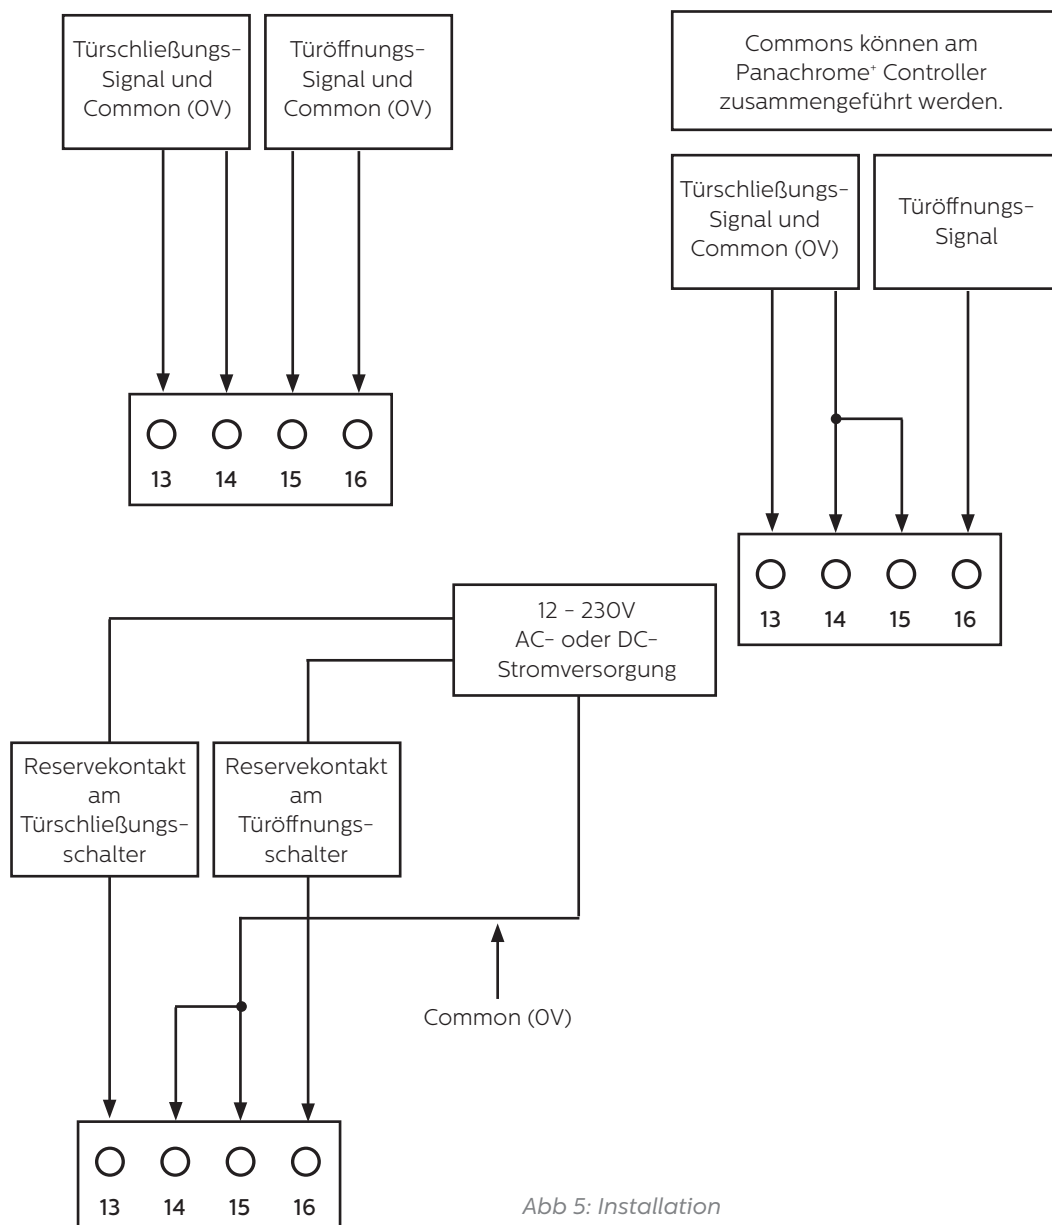 Türschließungs-
Signal und
Common (0V)
Türöffnungs-
Signal und
Common (0V)
13 14 15 16
Commons können am
Panachrome⁺ Controller
zusammengeführt werden.
Türschließungs-
Signal und
Common (0V)
Türöffnungs-
Signal
13 14 15 16
12 - 230V
AC- oder DC-
Stromversorgung
Reservekontakt
am
Türschließungs-
schalter
Reservekontakt
am
Türöffnungs-
schalter
Common (0V)
13 14 15 16
Abb 5: Installation